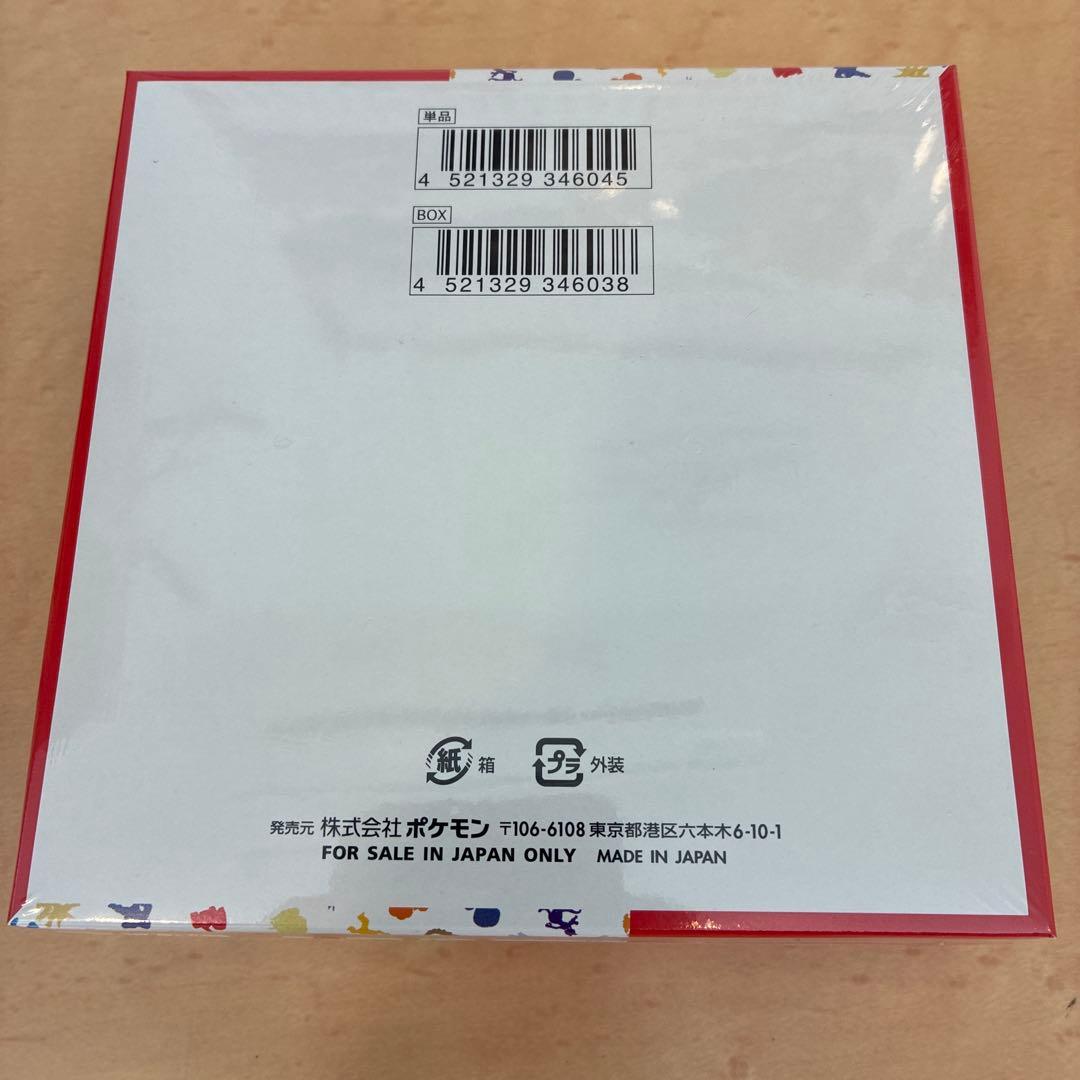 単品
4 521329 346045
BOX
4 521329 346038
紙 箱 プラ 外装
発売元 株式会社 ポケモン 〒106-6108 東京都港区六本木6-10-1
FOR SALE IN JAPAN ONLY MADE IN JAPAN